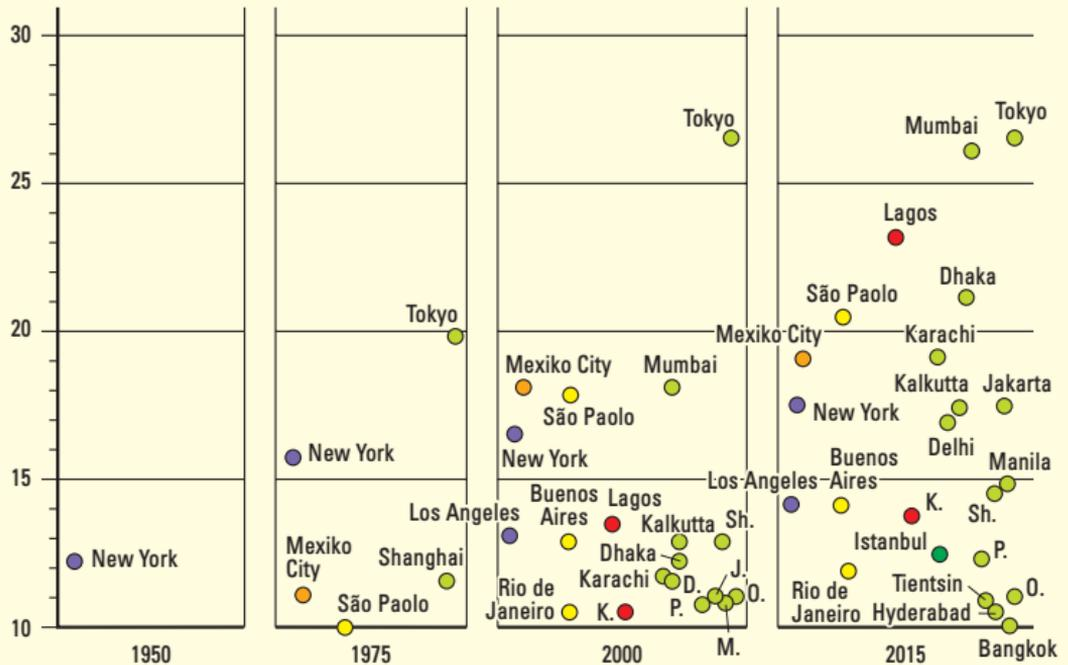 30
25
20
15
10
New York
1950
Tokyo
New York
Mexiko
City
Shanghai
São Paolo
1975
Tokyo
Mexiko City
Mumbai
São Paolo
New York
Los Angeles
Buenos
Aires
Lagos
Kalkutta
Sh.
Dhaka
Karachi
D.
J.
Rio de
Janeiro
K.
P.
O.
M.
2000
Mumbai
Tokyo
Lagos
Dhaka
São Paolo
Mexiko City
Karachi
Kalkutta
Jakarta
New York
Delhi
Buenos
Aires
Los Angeles
Manila
K.
Sh.
Istanbul
P.
Rio de
Janeiro
Tientsin
O.
Hyderabad
Bangkok
2015